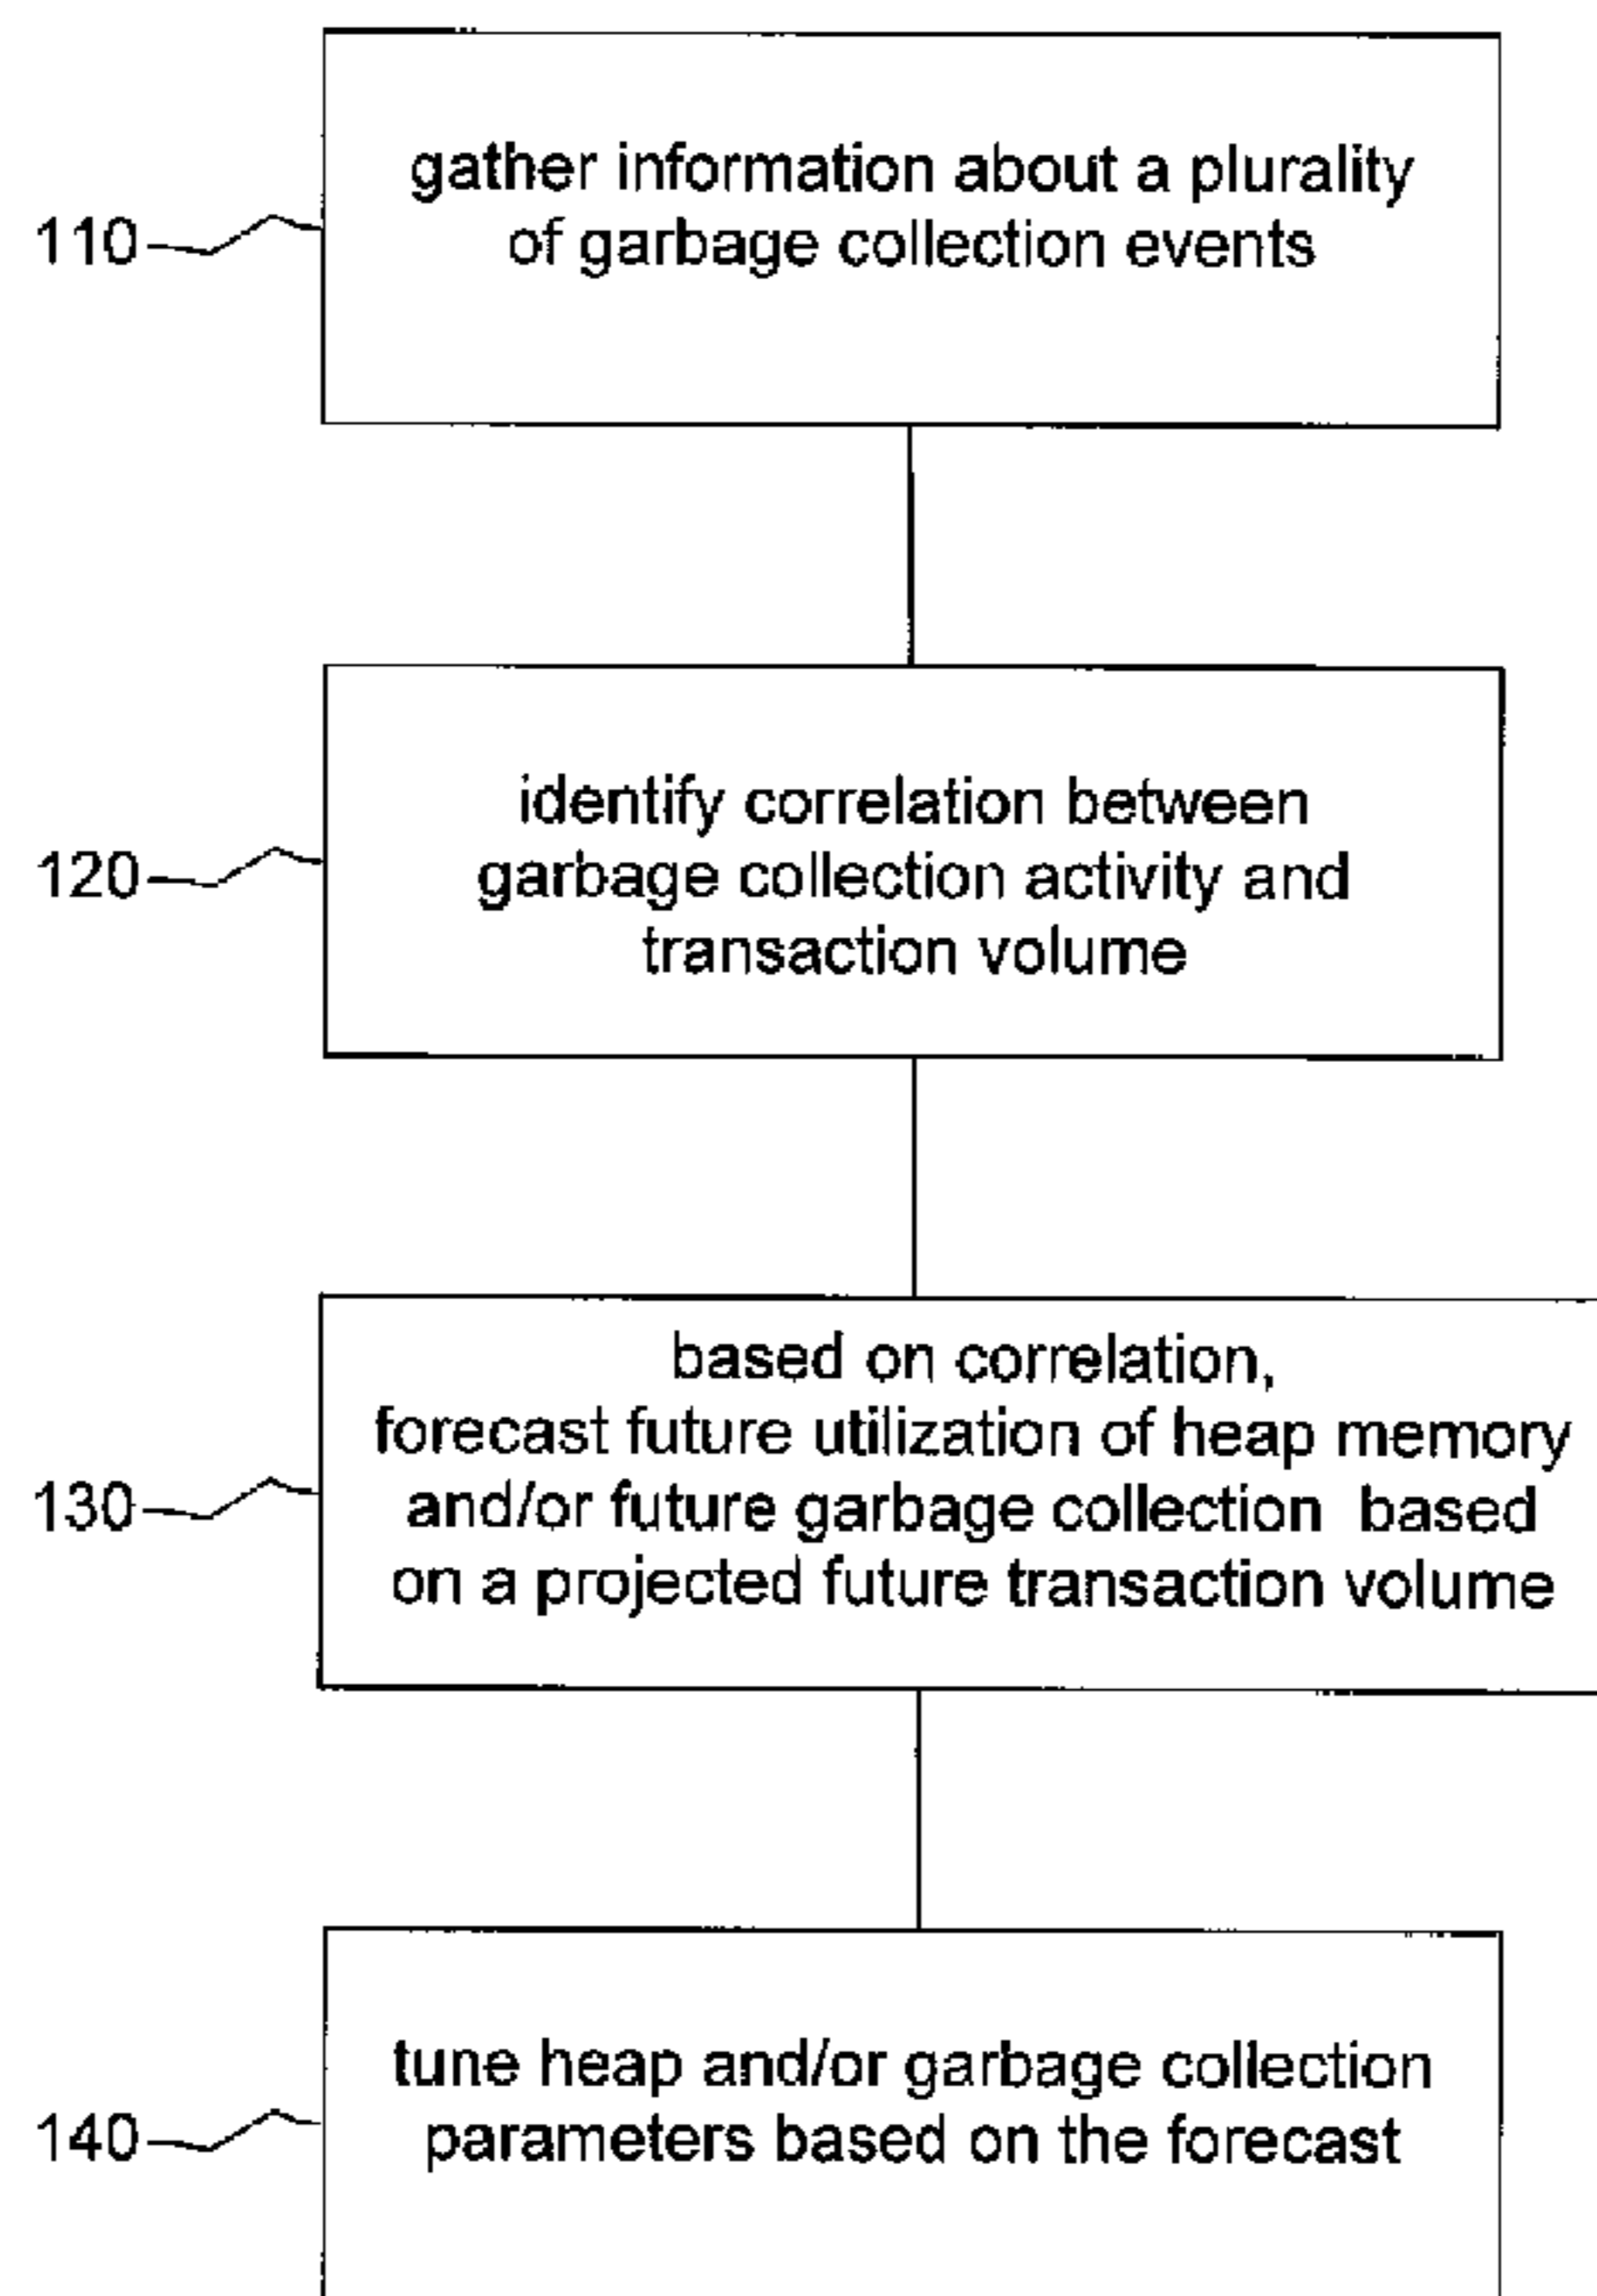 gather information about a plurality
110
of garbage collection events
identify correlation between
120
garbage collection activity and
transaction volume
based on correlation,
forecast future utilization of heap memory
130
and/or future garbage collection based
on a projected future transaction volume
tune heap and/or garbage collection
140
parameters based on the forecast